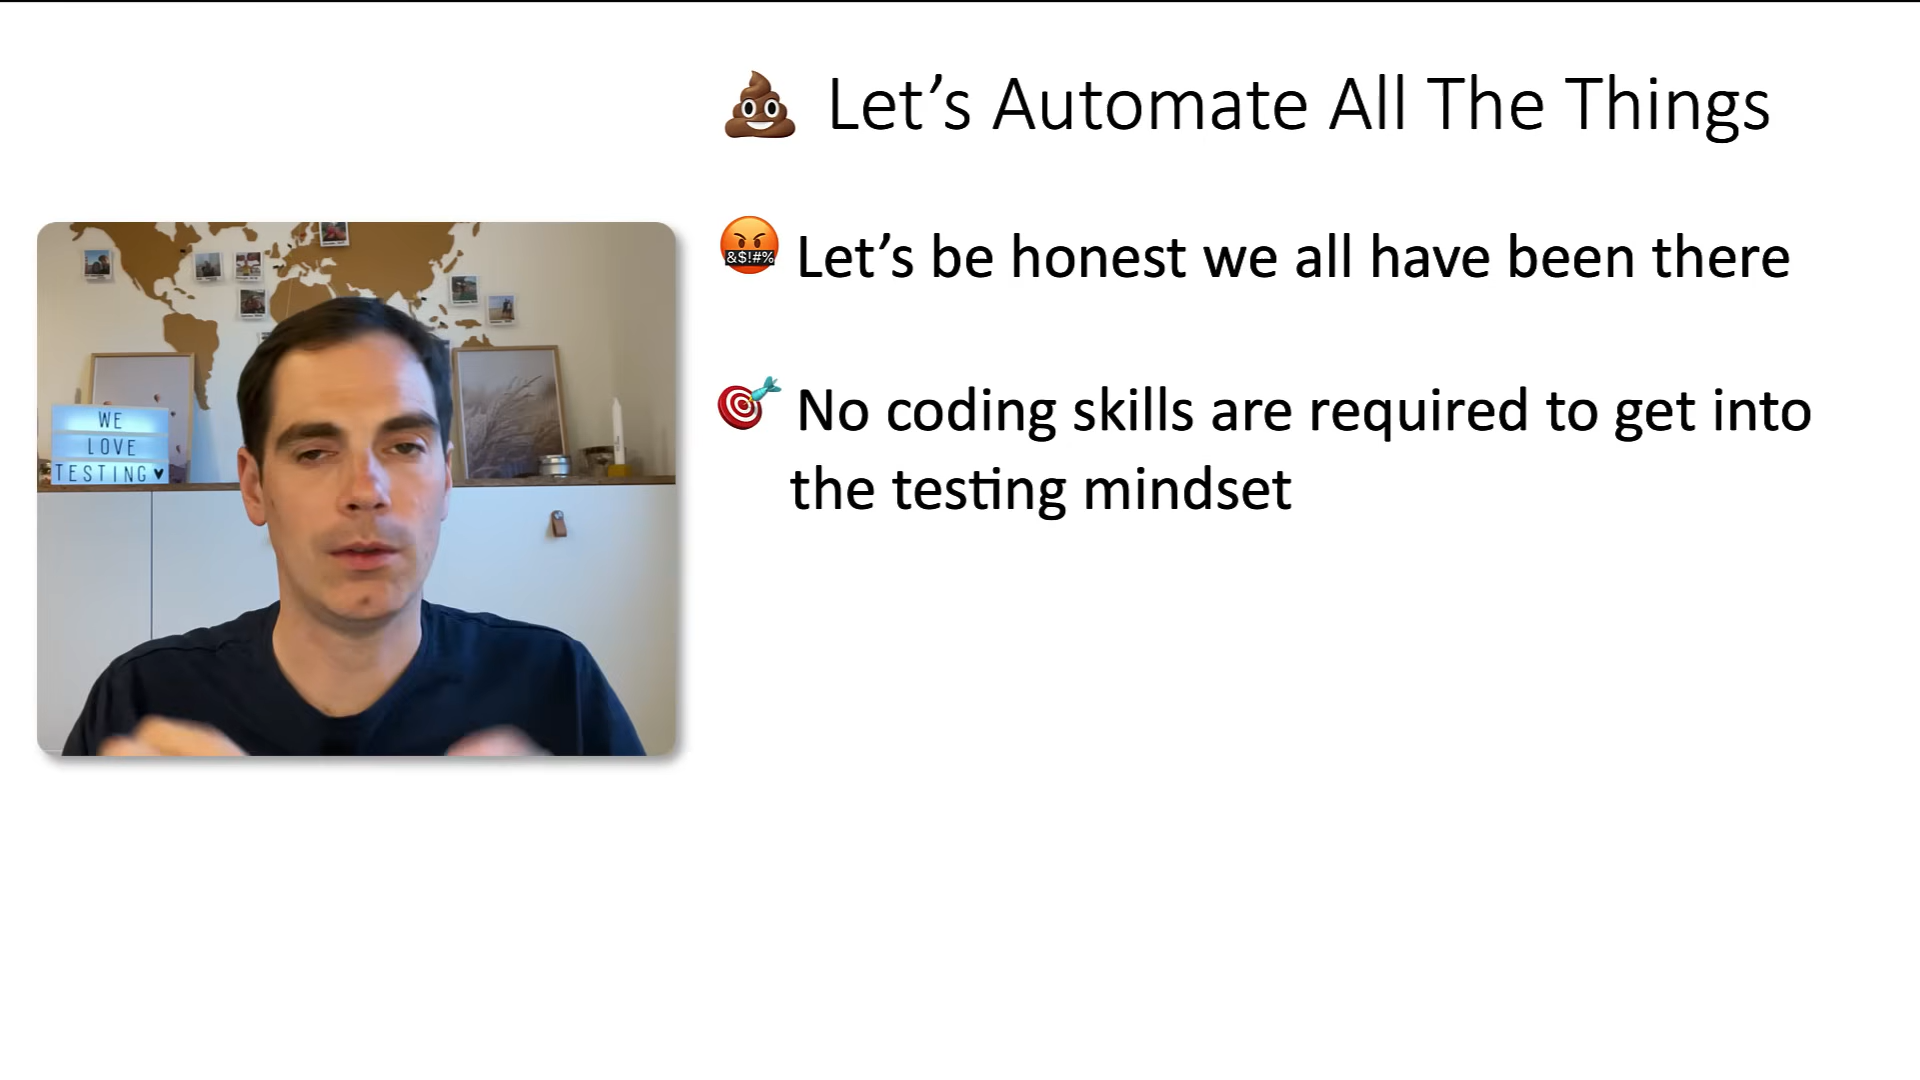 💩 Let’s Automate All The Things
🤬 Let’s be honest we all have been there
&$!#%
🎯 No coding skills are required to get into
the testing mindset
WE
LOVE
TESTING♥